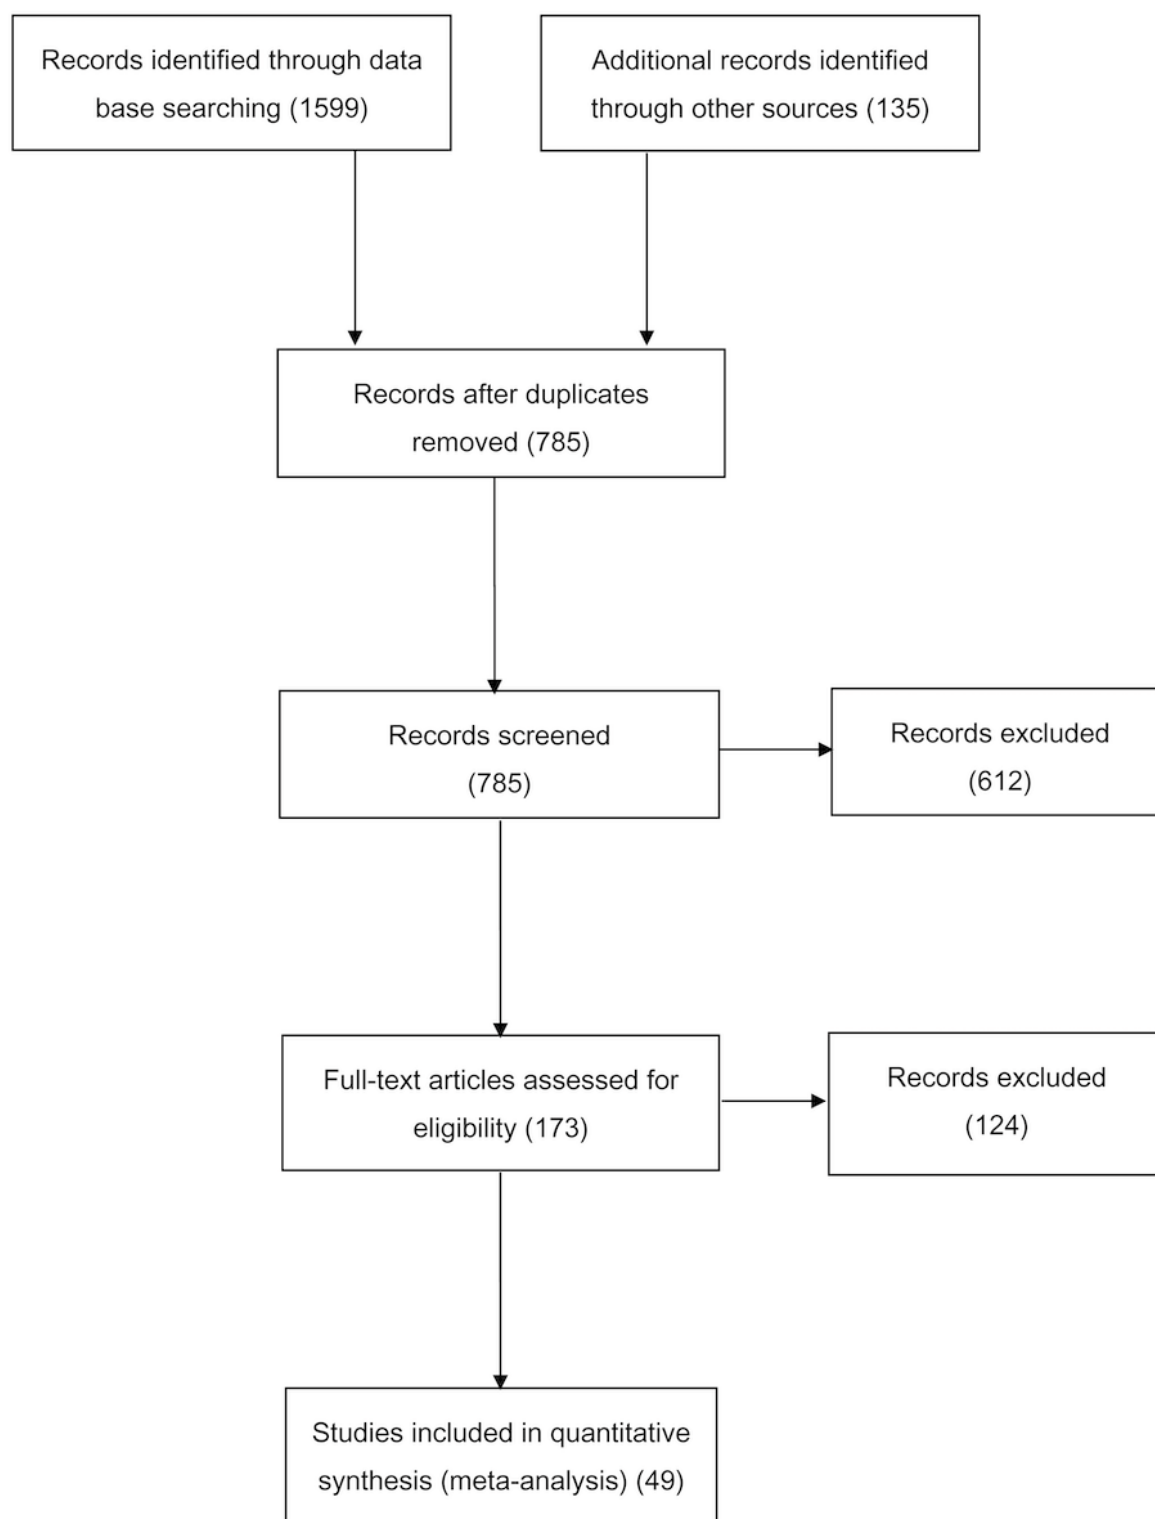 Records identified through data
base searching (1599)
Additional records identified
through other sources (135)
Records after duplicates
removed (785)
Records screened
(785)
Records excluded
(612)
Full-text articles assessed for
eligibility (173)
Records excluded
(124)
Studies included in quantitative
synthesis (meta-analysis) (49)